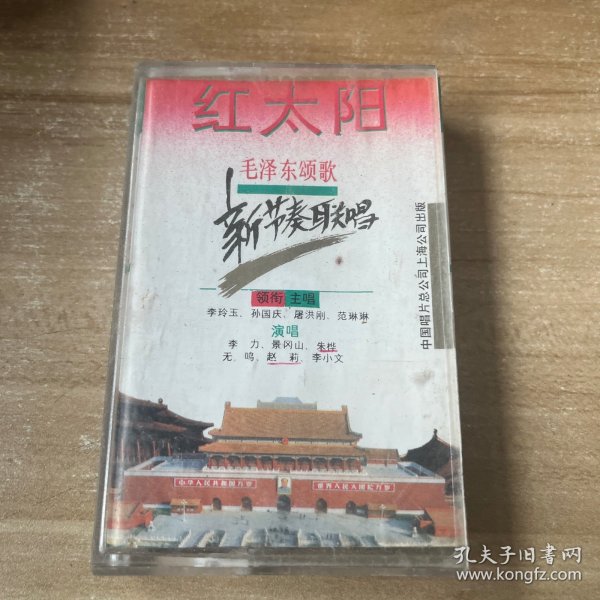 红太阳
毛泽东颂歌
新节奏联唱
领衔主唱
李玲玉、孙国庆、屠洪刚、范琳琳
演唱
李 力、景冈山、朱桦
无 鸣、赵 莉、李小文
中国唱片总公司上海公司出版
中华人民共和国万岁
世界人民大团结万岁
孔夫子旧书网
www.kongfz.com